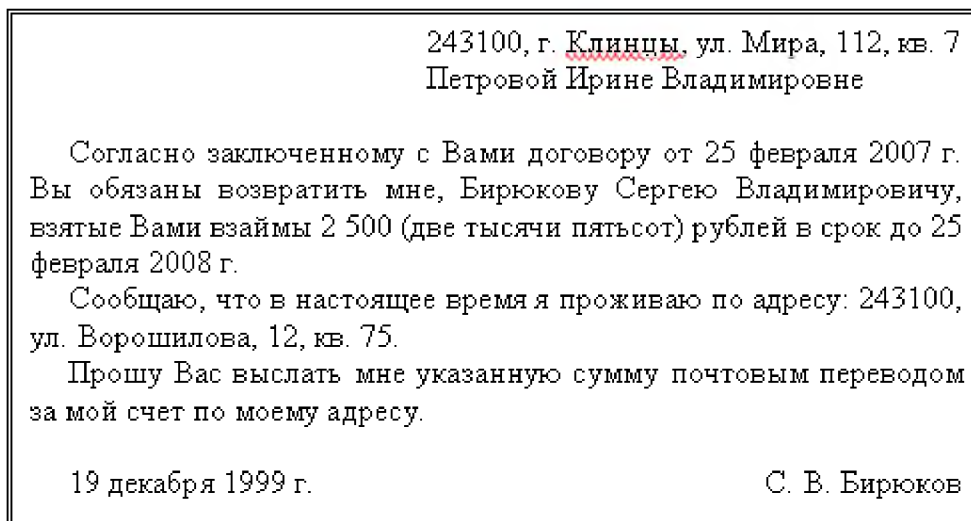 243100, г. Клинцы, ул. Мира, 112, кв. 7
Петровой Ирине Владимировне
Согласно заключенному с Вами договору от 25 февраля 2007 г.
Вы обязаны возвратить мне, Бирюкову Сергею Владимировичу,
взятые Вами взаймы 2 500 (две тысячи пятьсот) рублей в срок до 25
февраля 2008 г.
Сообщаю, что в настоящее время я проживаю по адресу: 243100,
ул. Ворошилова, 12, кв. 75.
Прошу Вас выслать мне указанную сумму почтовым переводом
за мой счет по моему адресу.
19 декабря 1999 г. С. В. Бирюков